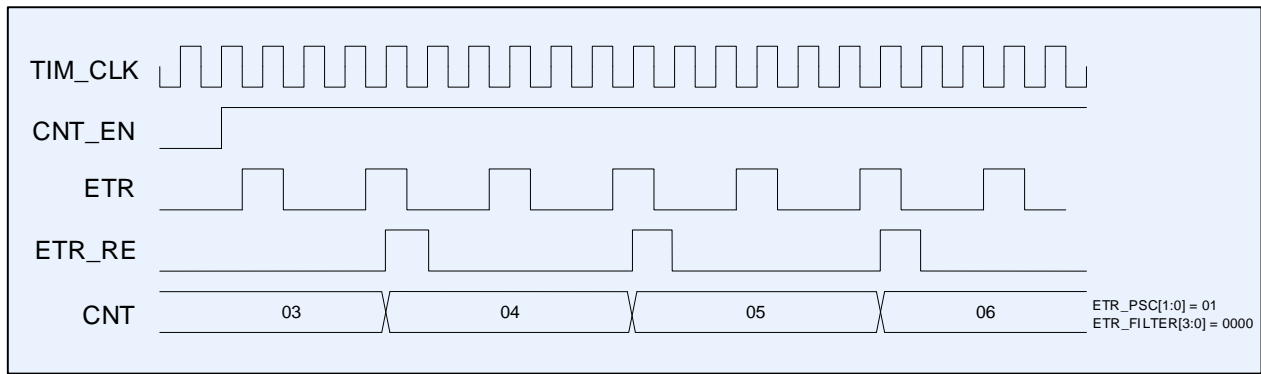 TIM_CLK
CNT_EN
ETR
ETR_RE
CNT
03
04
05
06
ETR_PSC[1:0] = 01
ETR_FILTER[3:0] = 0000